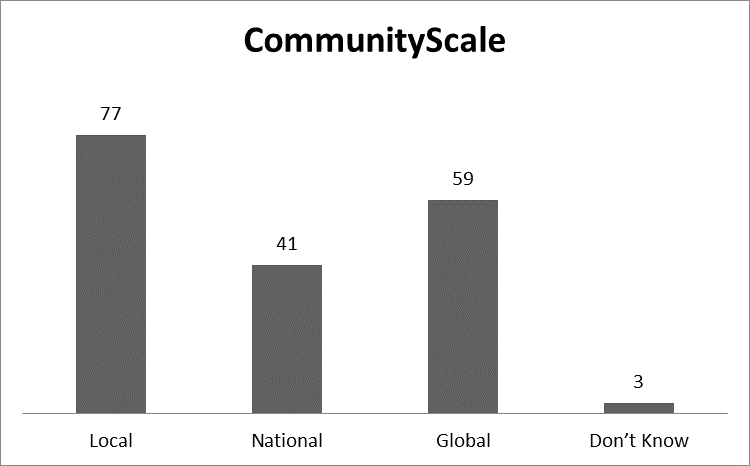 CommunityScale
77
41
59
3
Local
National
Global
Don’t Know